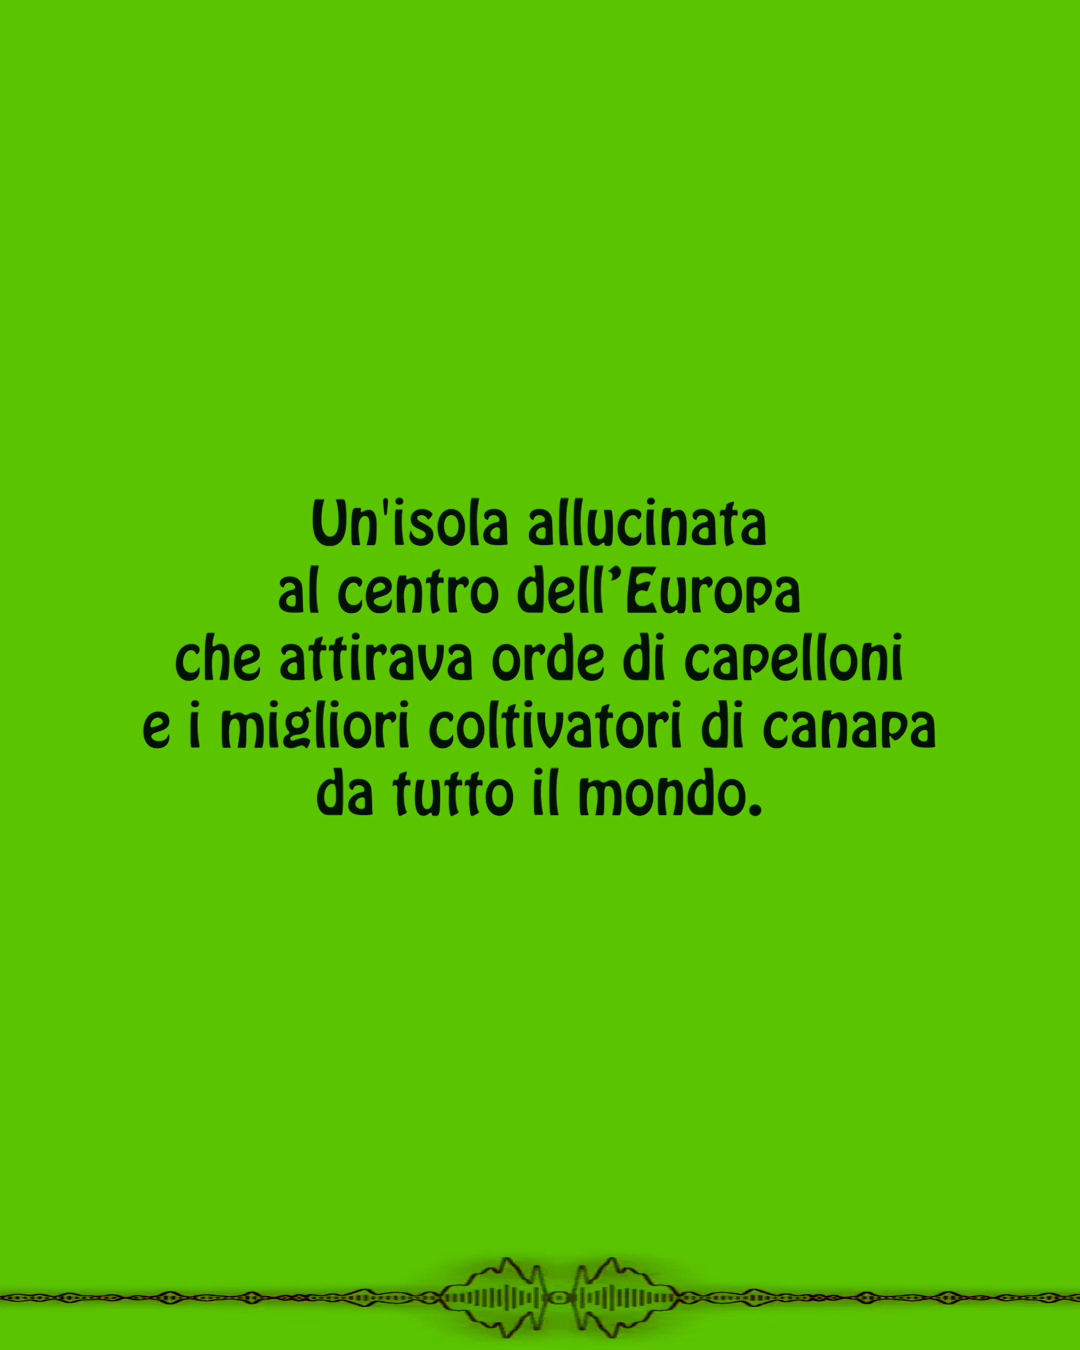 Un'isola allucinata
al centro dell’Europa
che attirava orde di capelloni
e i migliori coltivatori di canapa
da tutto il mondo.